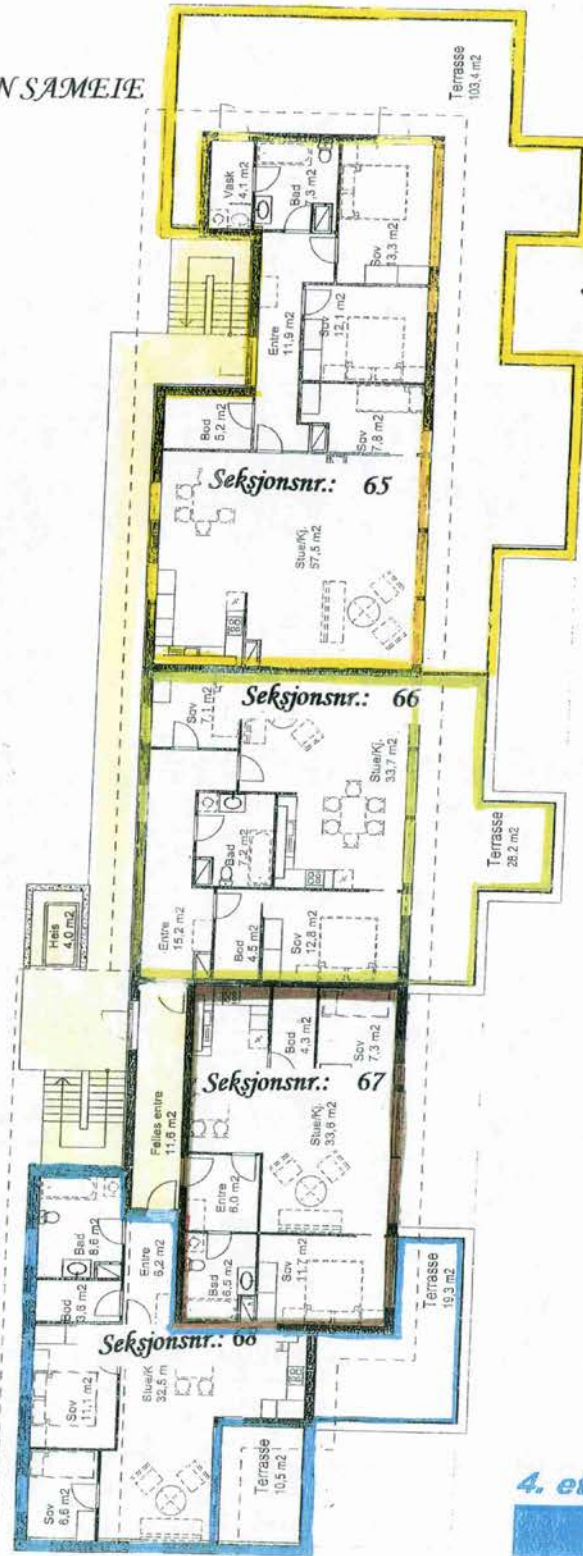 N SAMEIE
Terrasse
103,4 m2
Vask
4,1 m2
Bad
,3 m2
Sov
13,3 m2
Entre
11,9 m2
Sov
12,1 m2
Bod
5,2 m2
Sov
7,8 m2
Seksjonsnr.: 65
Stue/Kj.
57,5 m2
Seksjonsnr.: 66
Sov
7,1 m2
Stue/Kj.
33,7 m2
Bad
7,2 m2
Terrasse
28,2 m2
Entre
15,2 m2
Bod
4,5 m2
Sov
12,8 m2
Heis
4,0 m2
Bod
4,3 m2
Sov
7,3 m2
Seksjonsnr.: 67
Felles entre
11,6 m2
Stue/Kj.
33,6 m2
Entre
6,0 m2
Bad
8,6 m2
Entre
6,2 m2
Bad
6,5 m2
Sov
11,7 m2
Terrasse
19,3 m2
Bod
3,8 m2
Seksjonsnr.: 68
Stue/K
32,5 m
Sov
11,1 m2
Sov
6,6 m2
Terrasse
10,5 m2
4. et